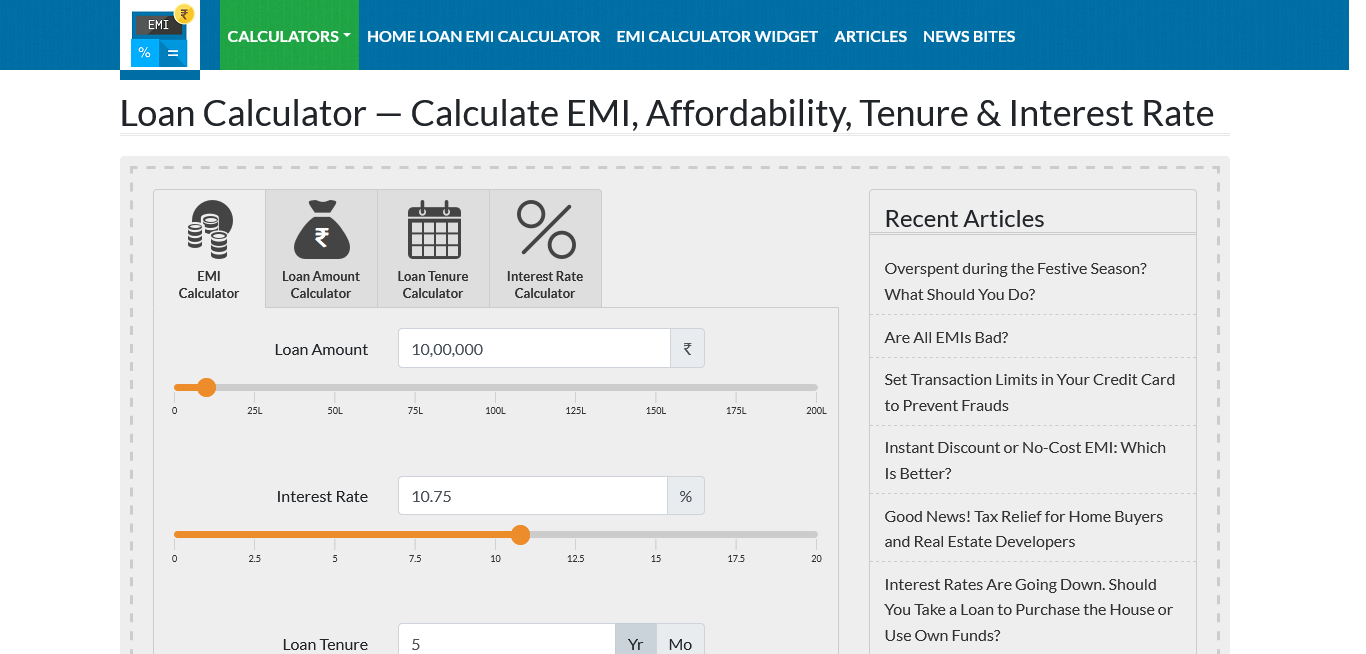 EMI ₹
% =
CALCULATORS HOME LOAN EMI CALCULATOR EMI CALCULATOR WIDGET ARTICLES NEWS BITES
Loan Calculator — Calculate EMI, Affordability, Tenure & Interest Rate
EMI
Calculator
₹
Loan Amount
Calculator
Loan Tenure
Calculator
Interest Rate
Calculator
Loan Amount 10,00,000 ₹
0 25L 50L 75L 100L 125L 150L 175L 200L
Interest Rate 10.75 %
0 2.5 5 7.5 10 12.5 15 17.5 20
Loan Tenure 5 Yr Mo
Recent Articles
Overspent during the Festive Season?
What Should You Do?
Are All EMIs Bad?
Set Transaction Limits in Your Credit Card
to Prevent Frauds
Instant Discount or No-Cost EMI: Which
Is Better?
Good News! Tax Relief for Home Buyers
and Real Estate Developers
Interest Rates Are Going Down. Should
You Take a Loan to Purchase the House or
Use Own Funds?